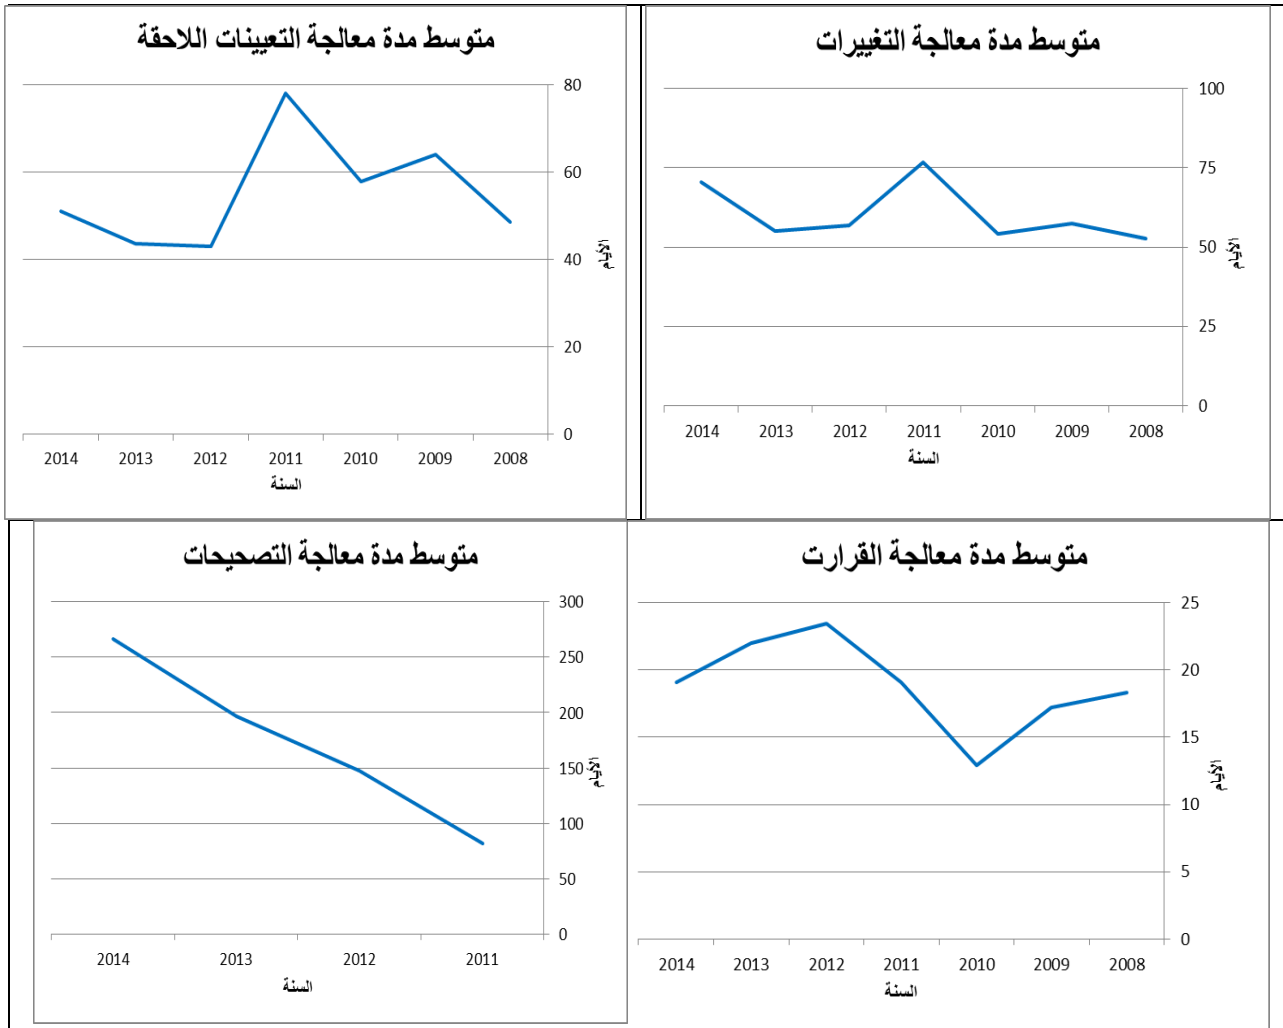 متوسط مدة معالجة التغييرات
100
75
50
25
0
الأيام
2008 2009 2010 2011 2012 2013 2014
السنة
متوسط مدة معالجة التعيينات اللاحقة
80
60
40
20
0
الأيام
2008 2009 2010 2011 2012 2013 2014
السنة
متوسط مدة معالجة القرارت
25
20
15
10
5
0
الأيام
2008 2009 2010 2011 2012 2013 2014
السنة
متوسط مدة معالجة التصحيحات
300
250
200
150
100
50
0
الأيام
2011 2012 2013 2014
السنة